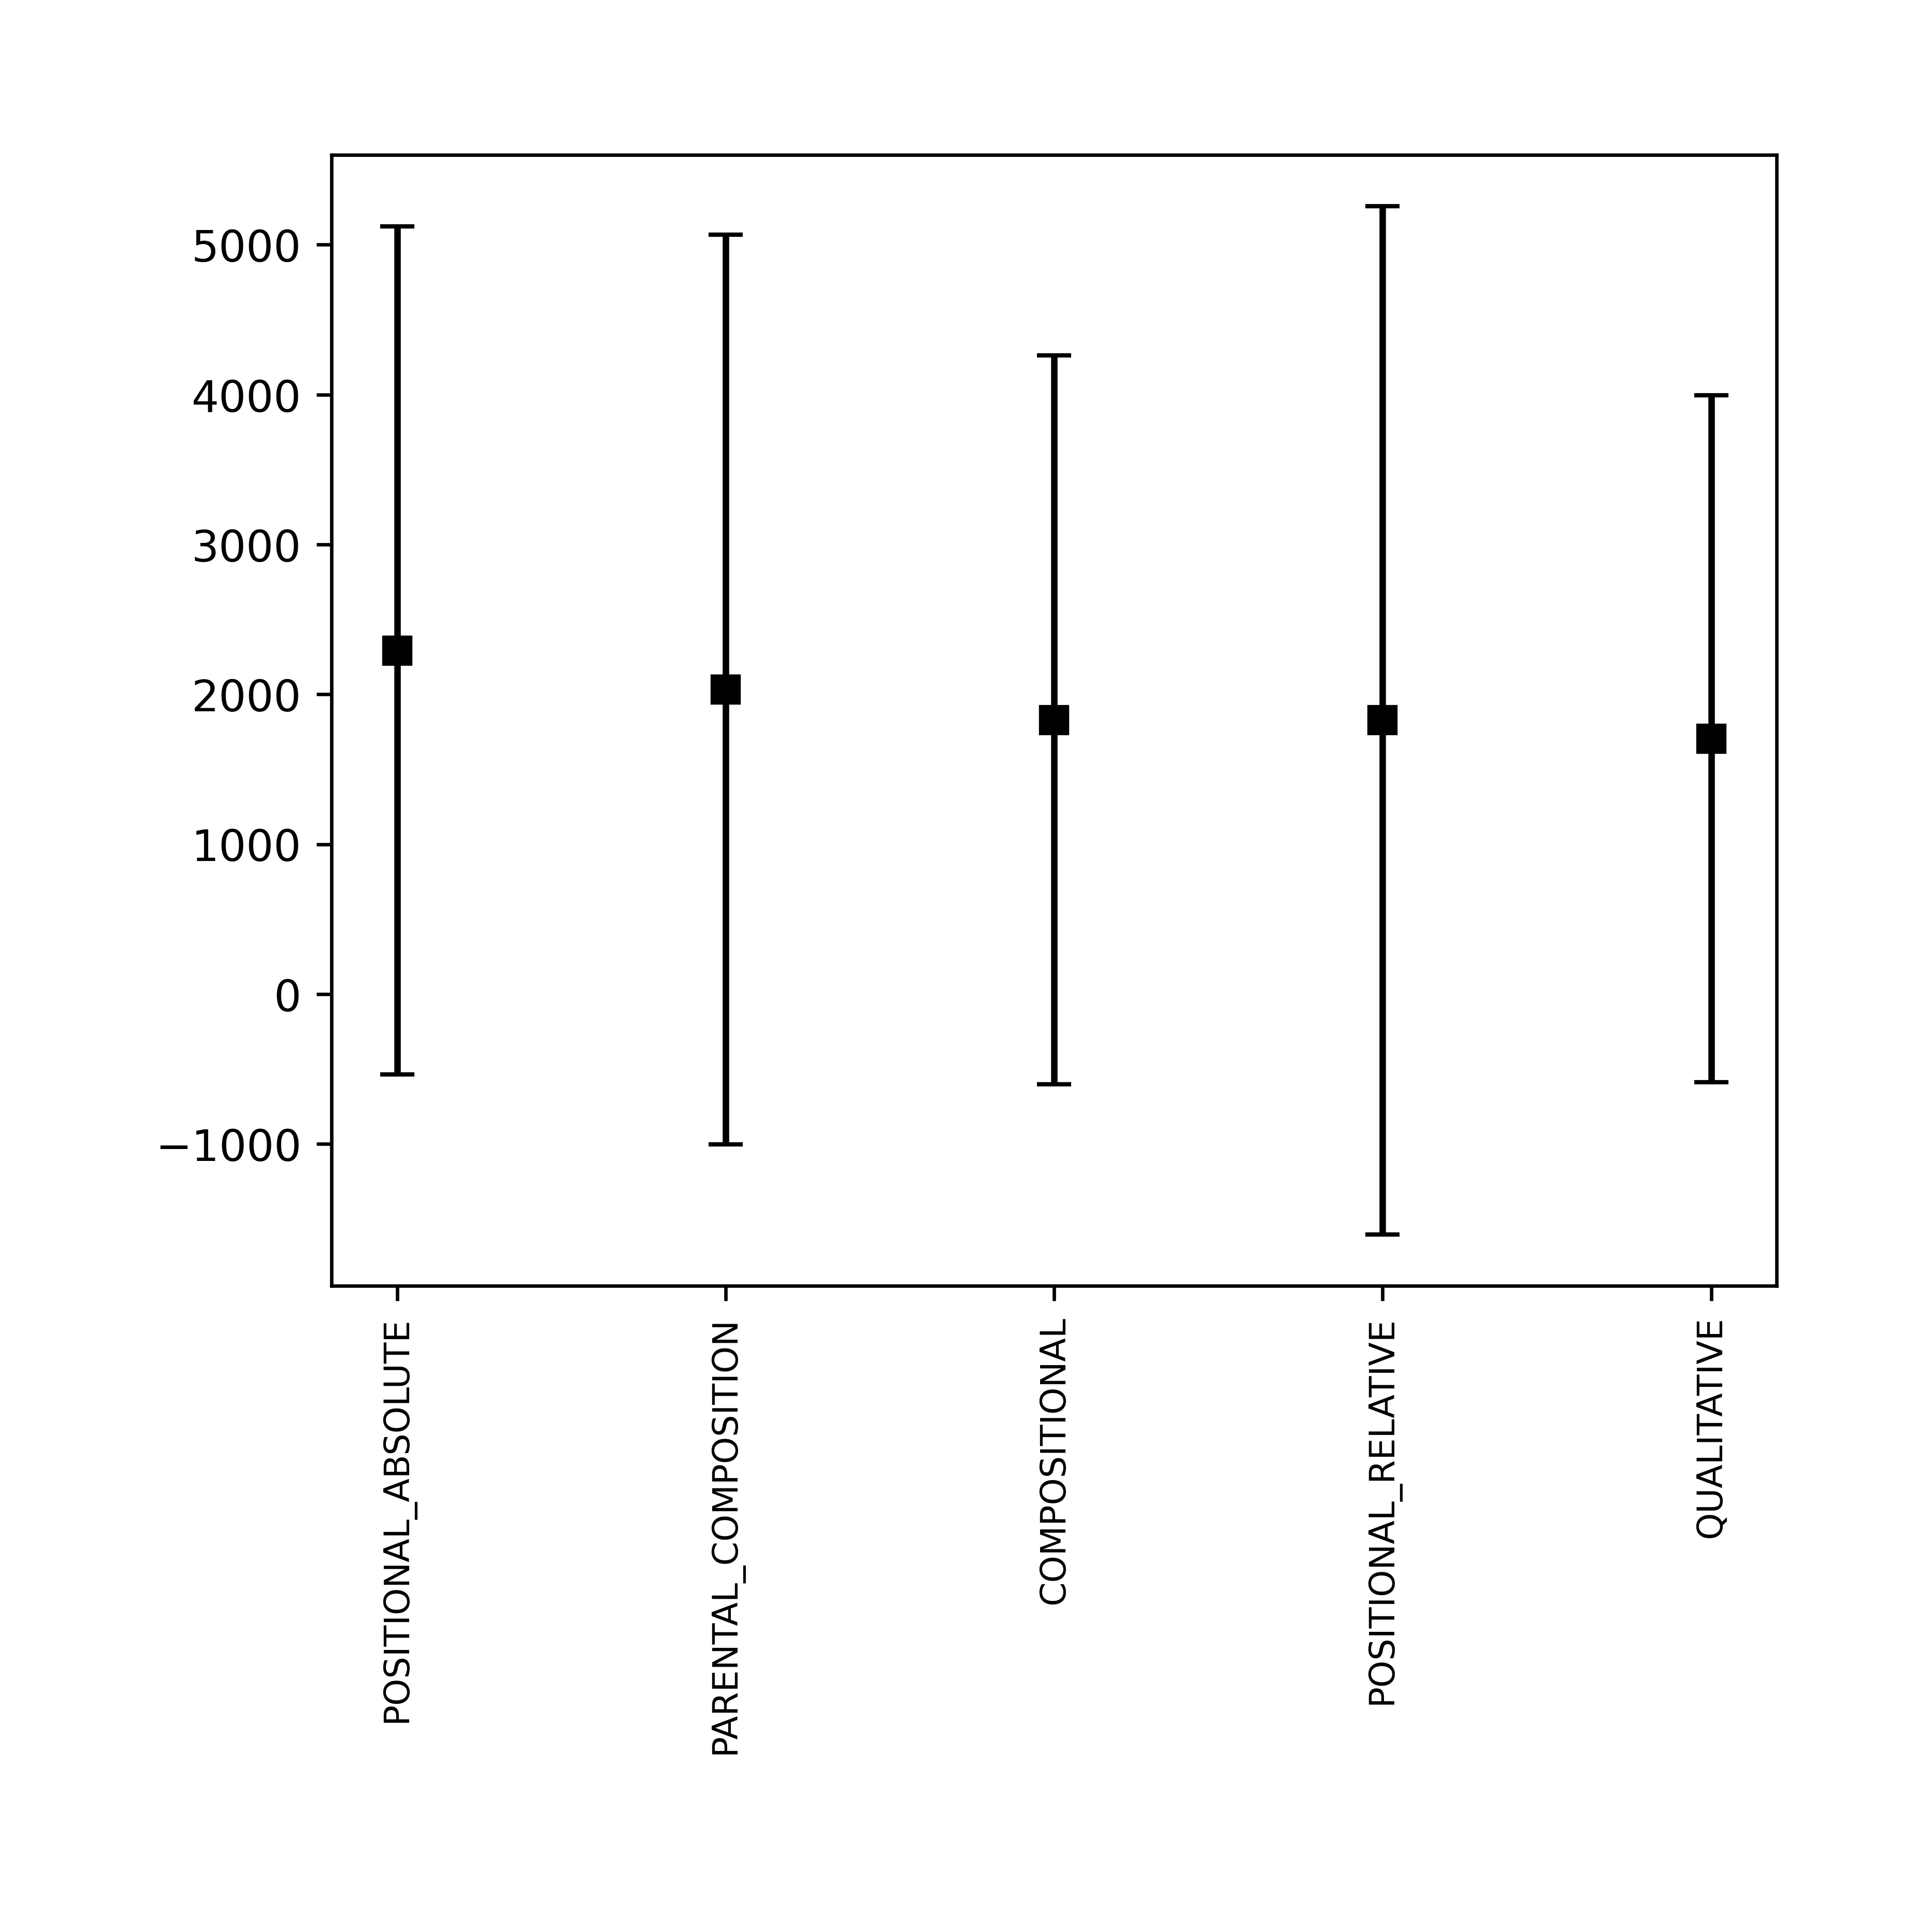 5000
4000
3000
2000
1000
0
−1000
POSITIONAL_ABSOLUTE
PARENTAL_COMPOSITION
COMPOSITIONAL
POSITIONAL_RELATIVE
QUALITATIVE